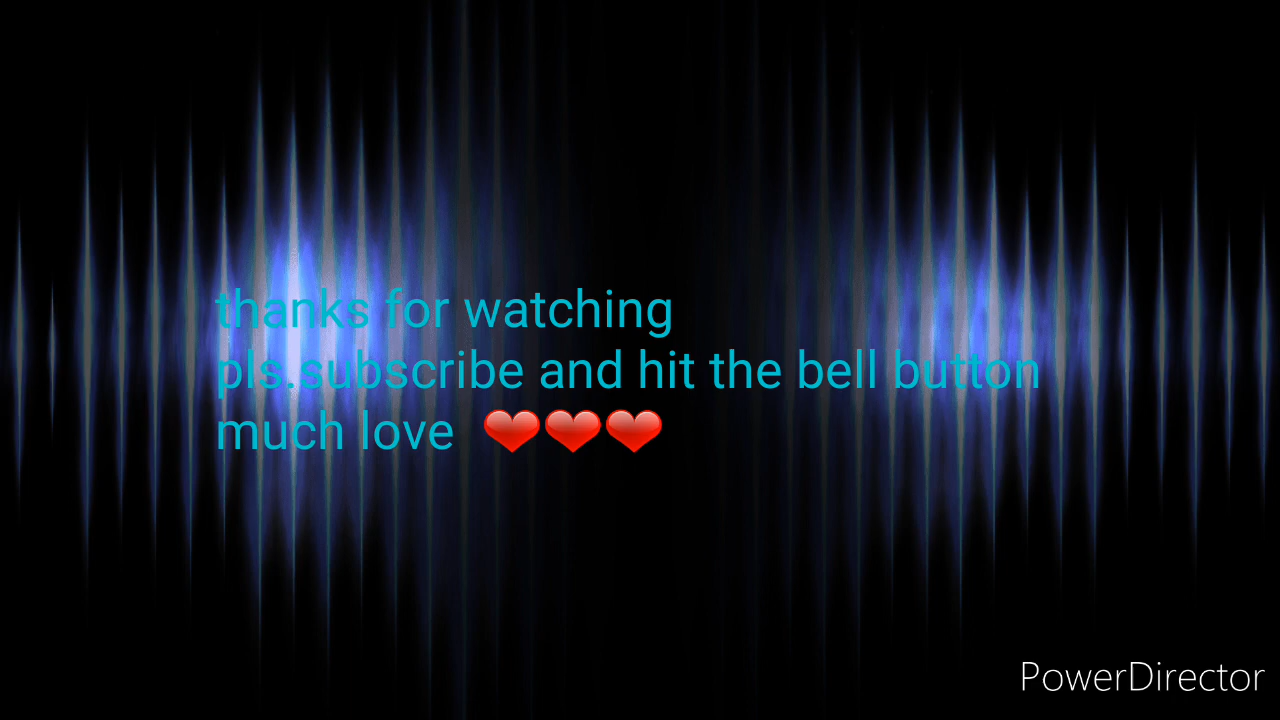 thanks for watching
pls.subscribe and hit the bell button
much love ❤❤❤
PowerDirector